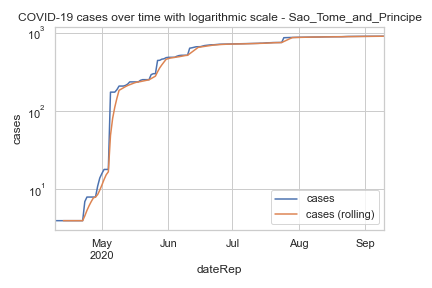 COVID-19 cases over time with logarithmic scale - Sao_Tome_and_Principe
10³
10²
10¹
cases
cases
cases (rolling)
May Jun Jul Aug Sep
2020
dateRep